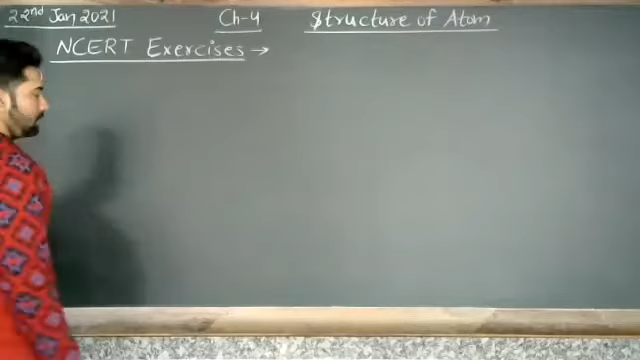 22nd Jan 2021 Ch-4 Structure of Atom
NCERT Exercises →